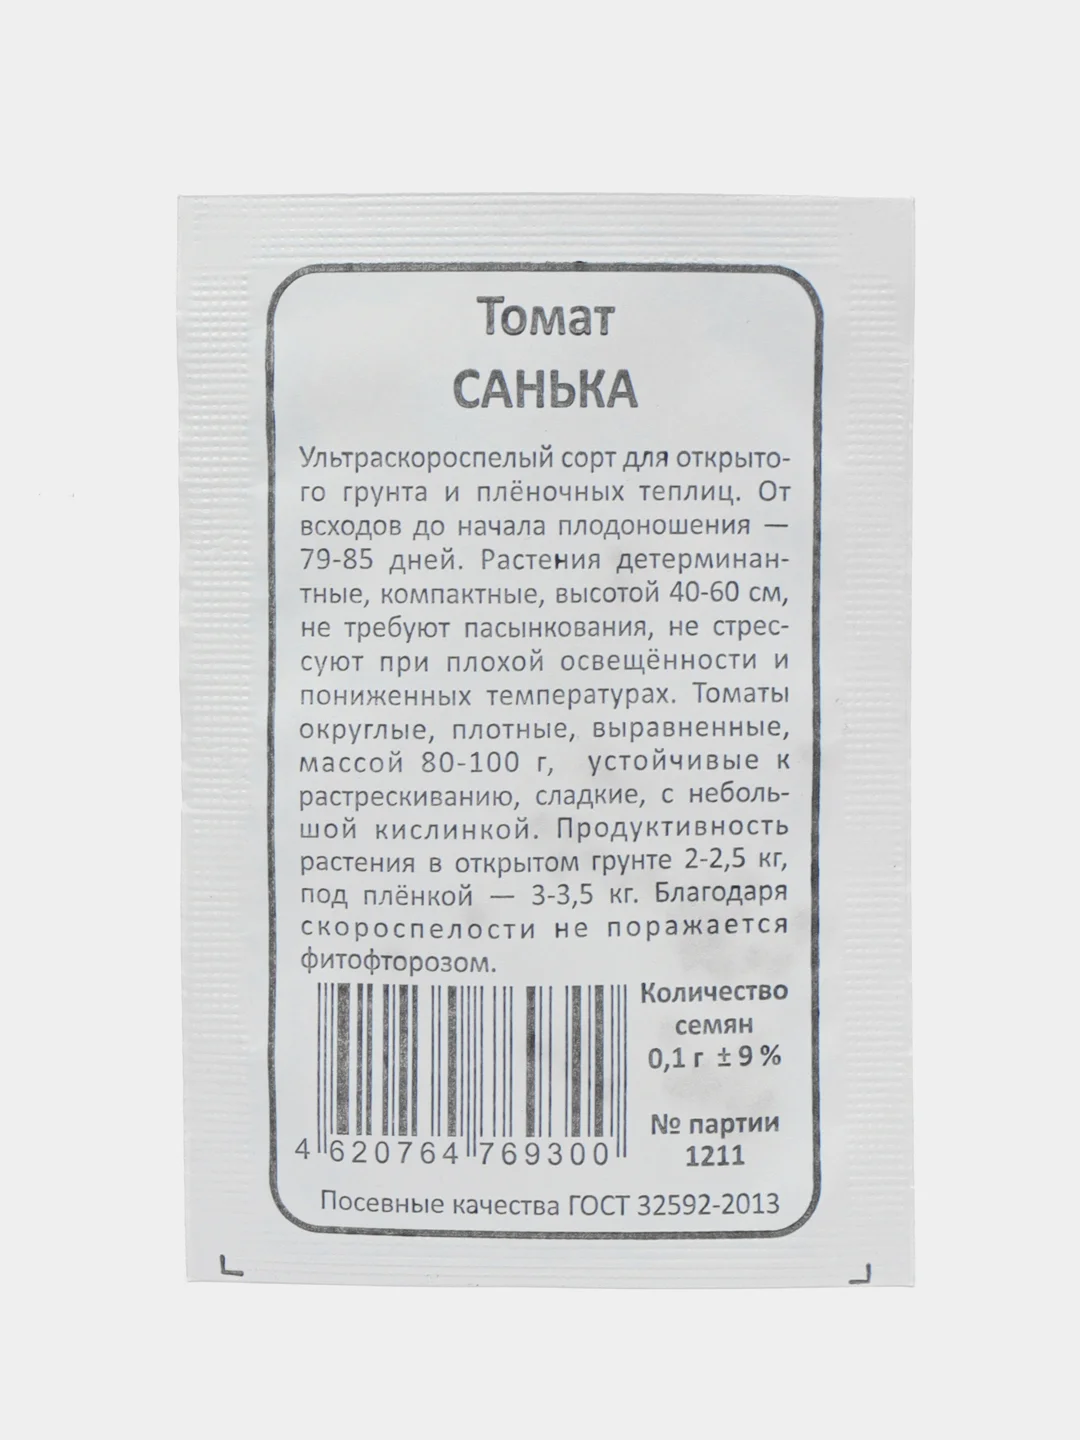 Томат
САНЬКА
Ультраскороспелый сорт для открыто-
го грунта и плёночных теплиц. От
всходов до начала плодоношения —
79-85 дней. Растения детерминан-
тные, компактные, высотой 40-60 см,
не требуют пасынкования, не стрес-
суют при плохой освещённости и
пониженных температурах. Томаты
округлые, плотные, выравненные,
массой 80-100 г, устойчивые к
растрескиванию, сладкие, с неболь-
шой кислинкой. Продуктивность
растения в открытом грунте 2-2,5 кг,
под плёнкой — 3-3,5 кг. Благодаря
скороспелости не поражается
фитофторозом.
Количество
семян
0,1 г ± 9 %
№ партии
1211
4 620764 769300
Посевные качества ГОСТ 32592-2013